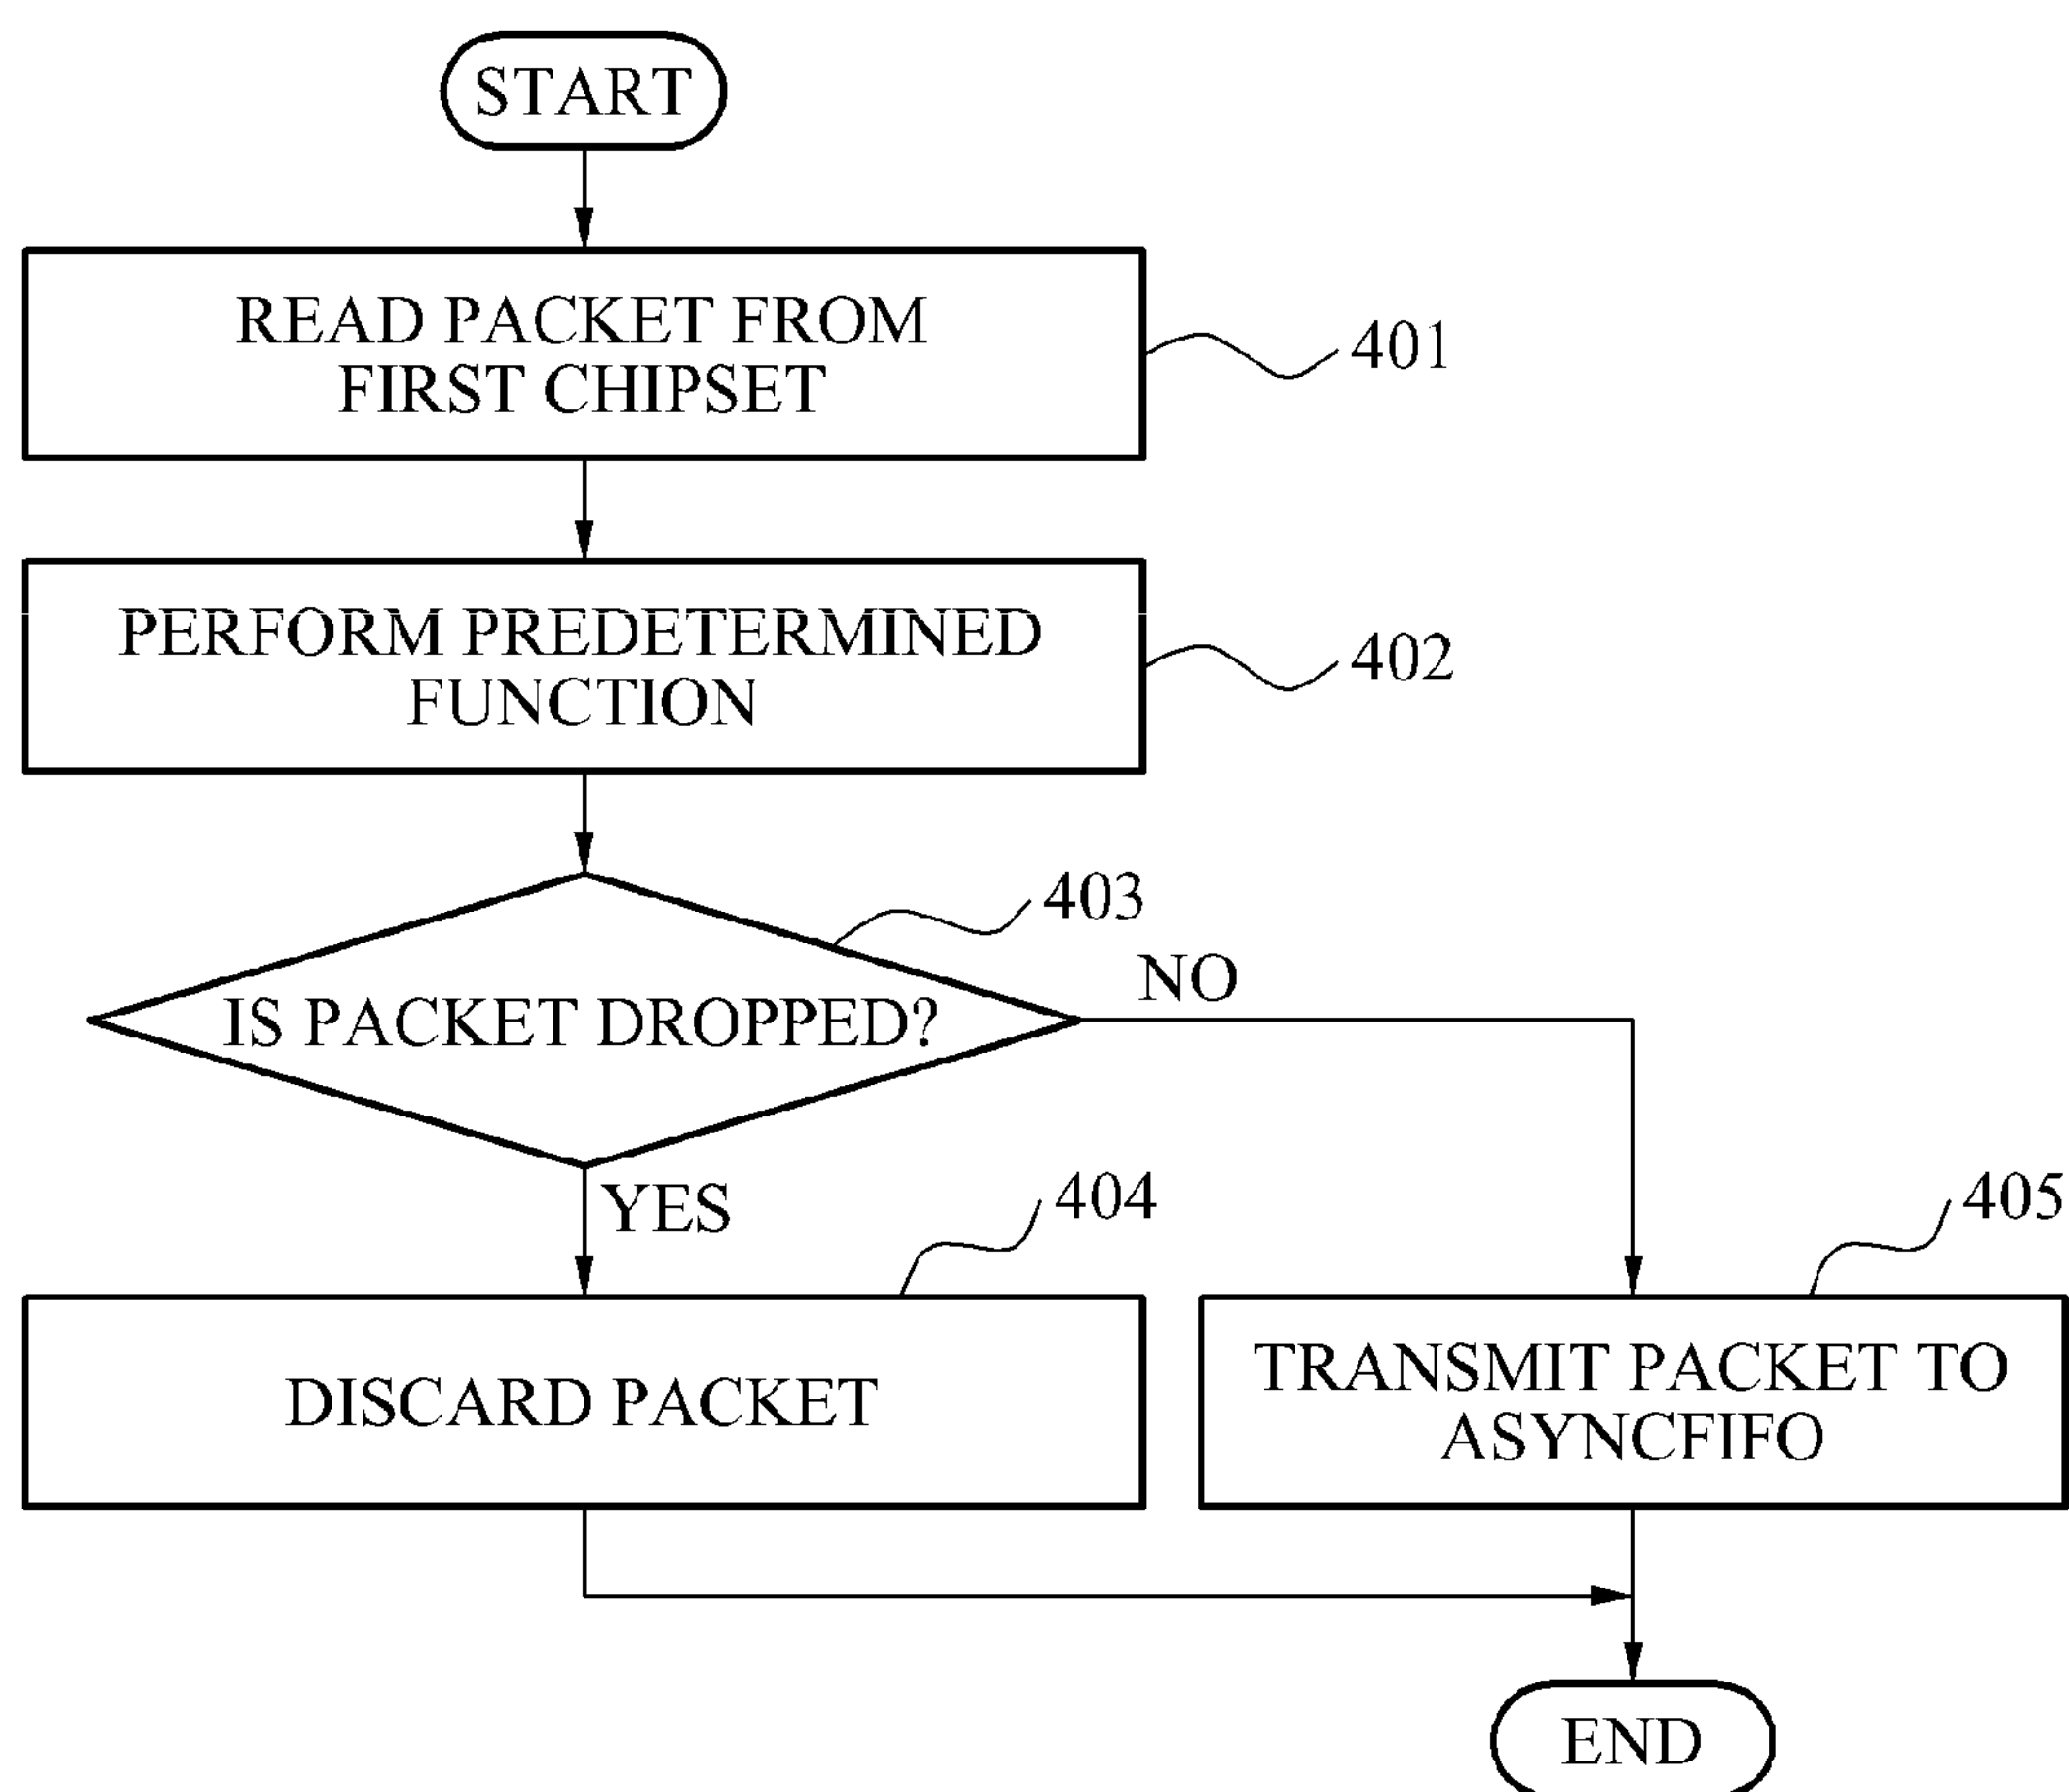 START
READ PACKET FROM
FIRST CHIPSET
401
PERFORM PREDETERMINED
FUNCTION
402
403
NO
IS PACKET DROPPED?
YES
404
405
DISCARD PACKET
TRANSMIT PACKET TO
ASYNCFIFO
END